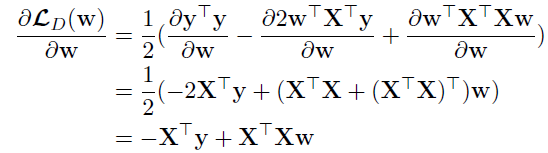 ∂𝓛_D(w)/∂w = 1/2(∂y^⊤y/∂w − ∂2w^⊤X^⊤y/∂w + ∂w^⊤X^⊤Xw/∂w)
= 1/2(−2X^⊤y + (X^⊤X + (X^⊤X)^⊤)w)
= −X^⊤y + X^⊤Xw